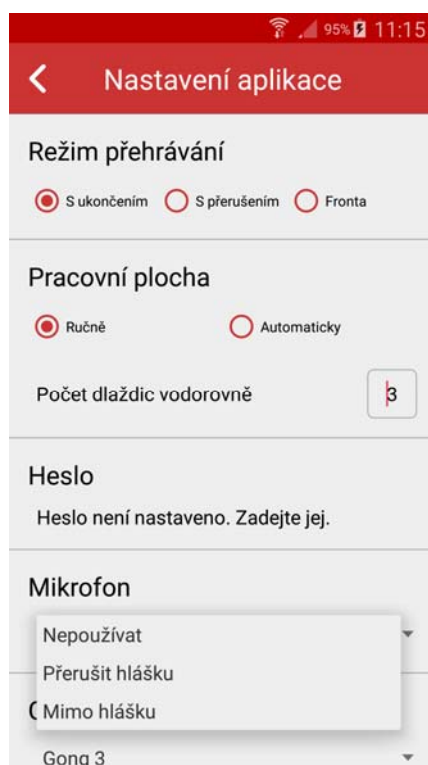 95% 11:15
Nastavení aplikace
Režim přehrávání
S ukončením S přerušením Fronta
Pracovní plocha
Ručně Automaticky
Počet dlaždic vodorovně 3
Heslo
Heslo není nastaveno. Zadejte jej.
Mikrofon
Nepoužívat
Přerušit hlášku
Mimo hlášku
Gong 3